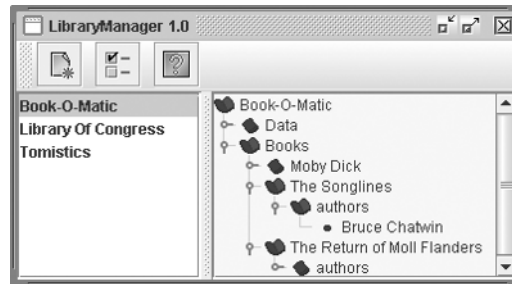 LibraryManager 1.0
Book-O-Matic
Library Of Congress
Tomistics
Book-O-Matic
Data
Books
Moby Dick
The Songlines
authors
Bruce Chatwin
The Return of Moll Flanders
authors